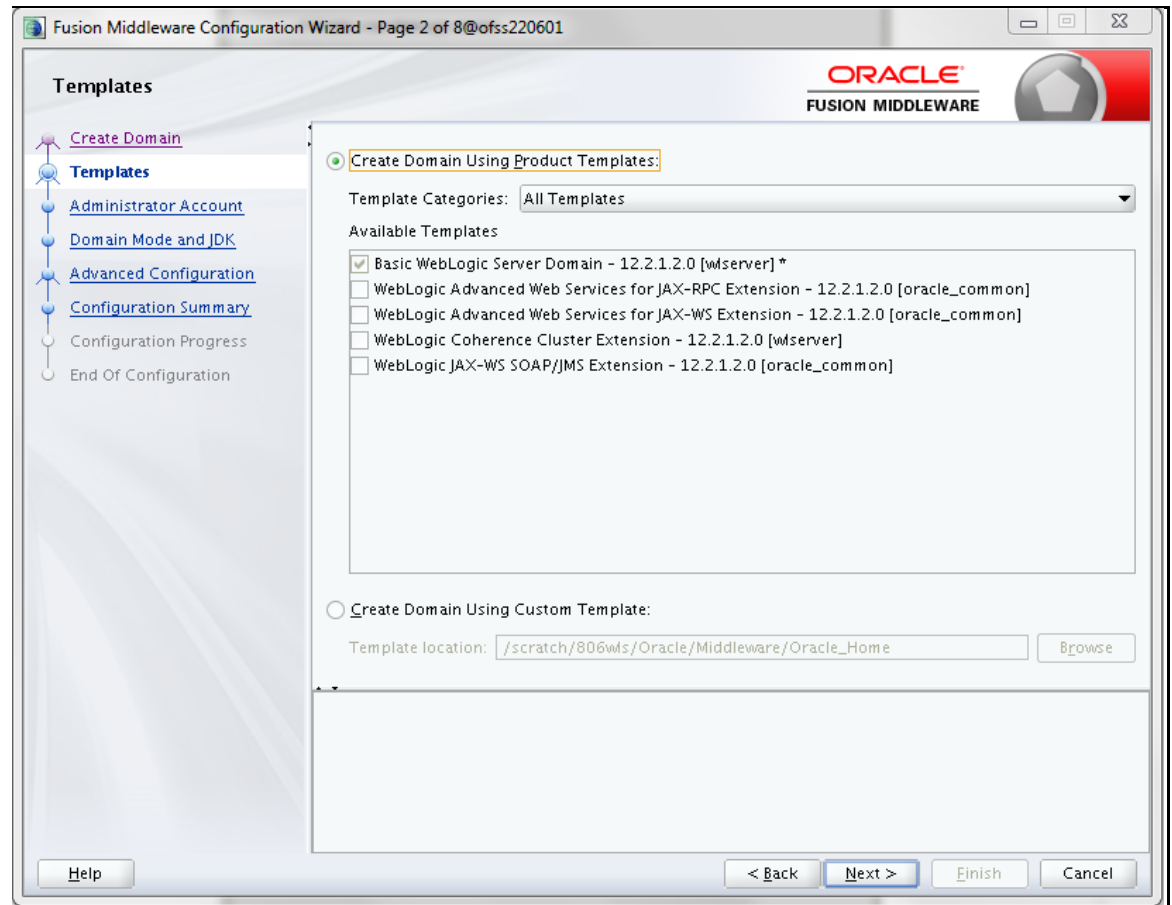 Fusion Middleware Configuration Wizard - Page 2 of 8@ofss220601
Templates
ORACLE
FUSION MIDDLEWARE
Create Domain
Templates
Administrator Account
Domain Mode and JDK
Advanced Configuration
Configuration Summary
Configuration Progress
End Of Configuration
Create Domain Using Product Templates:
Template Categories: All Templates
Available Templates
Basic WebLogic Server Domain - 12.2.1.2.0 [wlserver] *
WebLogic Advanced Web Services for JAX-RPC Extension - 12.2.1.2.0 [oracle_common]
WebLogic Advanced Web Services for JAX-WS Extension - 12.2.1.2.0 [oracle_common]
WebLogic Coherence Cluster Extension - 12.2.1.2.0 [wlserver]
WebLogic JAX-WS SOAP/JMS Extension - 12.2.1.2.0 [oracle_common]
Create Domain Using Custom Template:
Template location: /scratch/806wls/Oracle/Middleware/Oracle_Home Browse
Help < Back Next > Finish Cancel